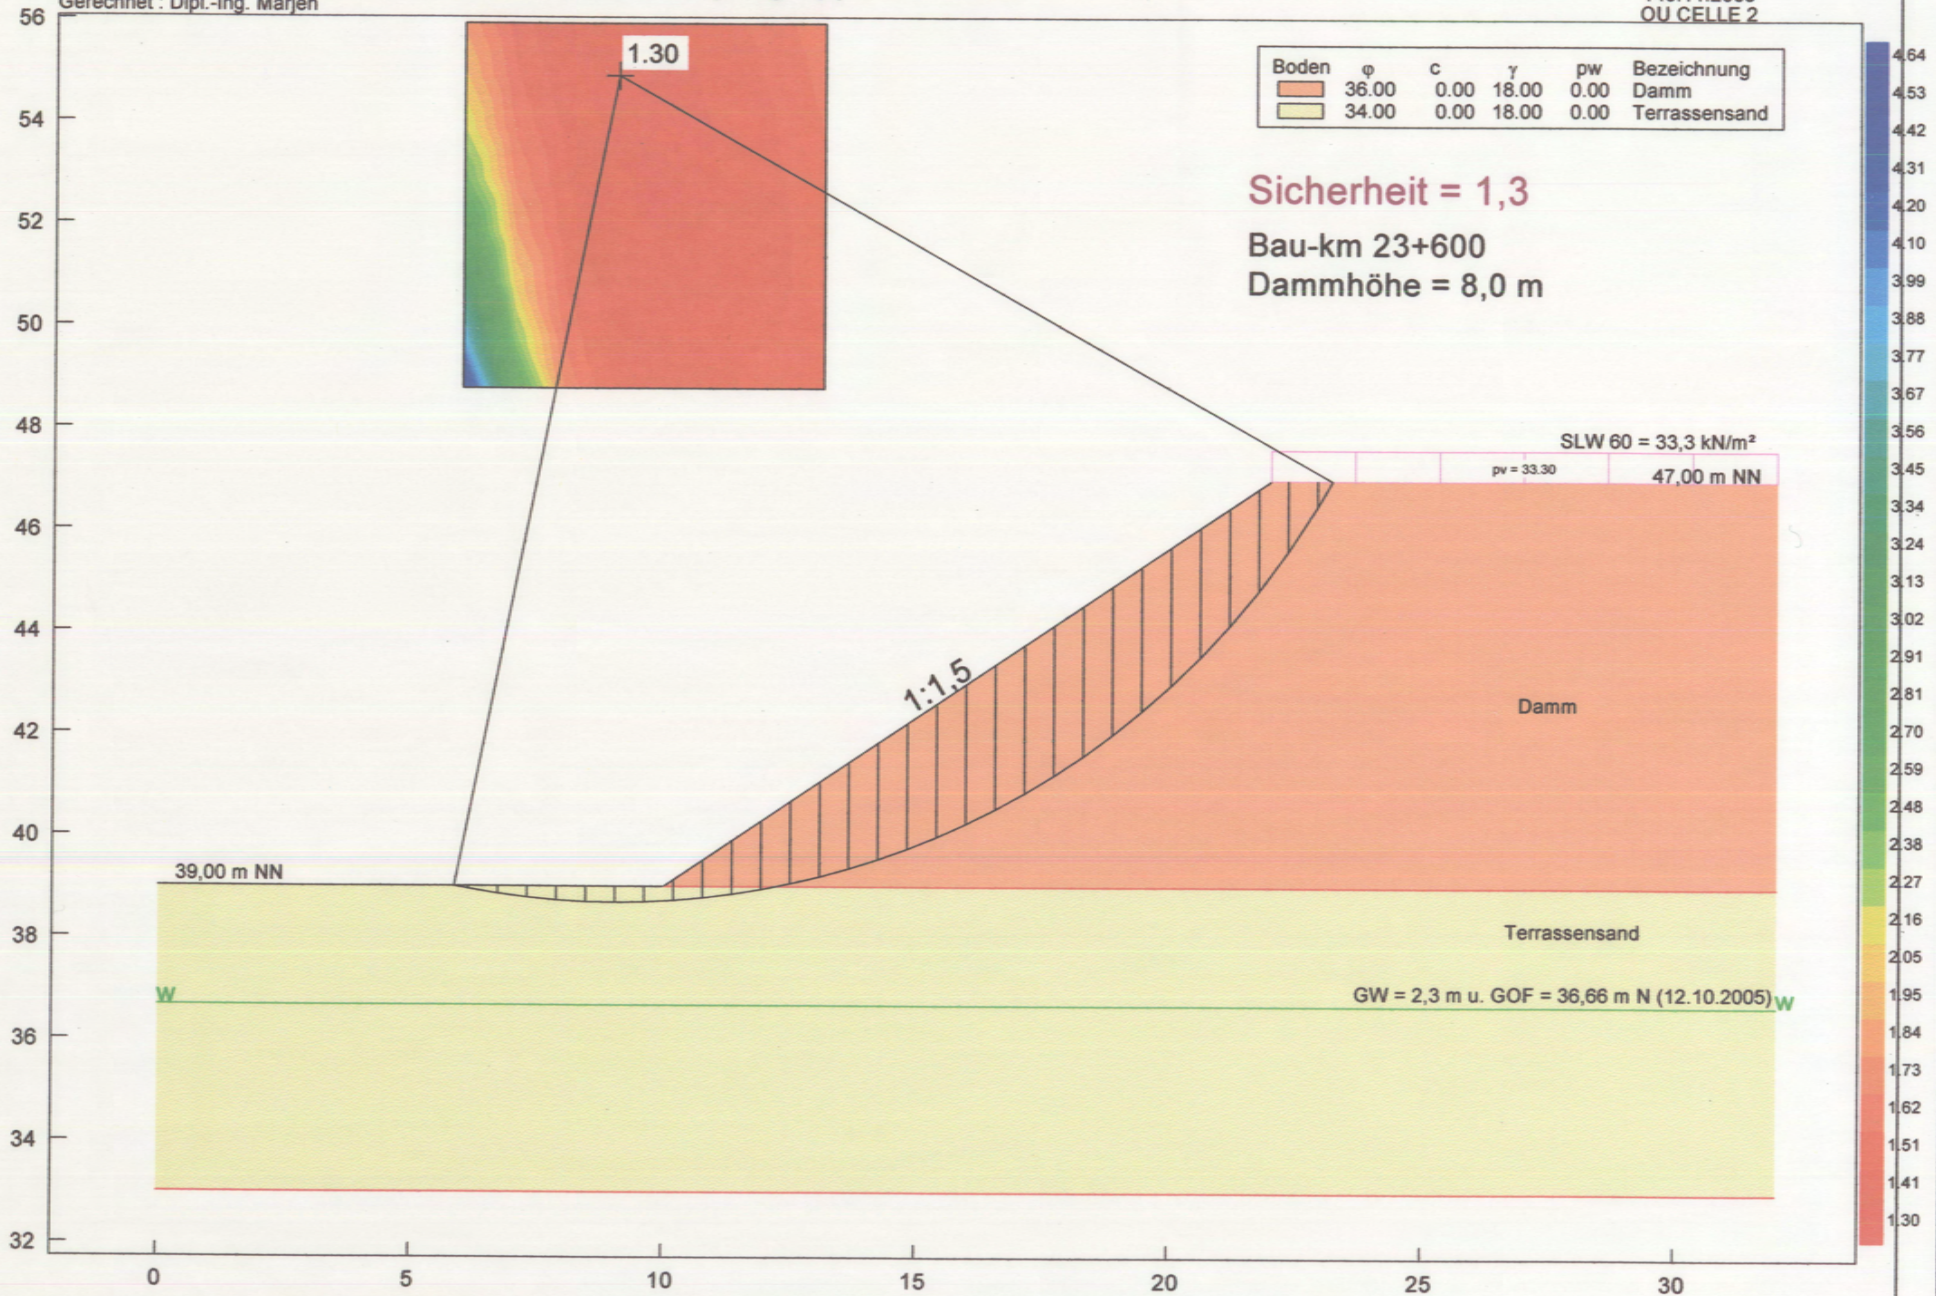 Gerechnet : Dipl.-Ing. Marjen
OU CELLE 2
56
54
52
50
48
46
44
42
40
38
36
34
32
1.30
Boden φ c γ pw Bezeichnung
36.00 0.00 18.00 0.00 Damm
34.00 0.00 18.00 0.00 Terrassensand
Sicherheit = 1,3
Bau-km 23+600
Dammhöhe = 8,0 m
SLW 60 = 33,3 kN/m²
pv = 33.30
47,00 m NN
1:1,5
Damm
39,00 m NN
Terrassensand
W
GW = 2,3 m u. GOF = 36,66 m N (12.10.2005)
W
0 5 10 15 20 25 30
4.64
4.53
4.42
4.31
4.20
4.10
3.99
3.88
3.77
3.67
3.56
3.45
3.34
3.24
3.13
3.02
2.91
2.81
2.70
2.59
2.48
2.38
2.27
2.16
2.05
1.95
1.84
1.73
1.62
1.51
1.41
1.30